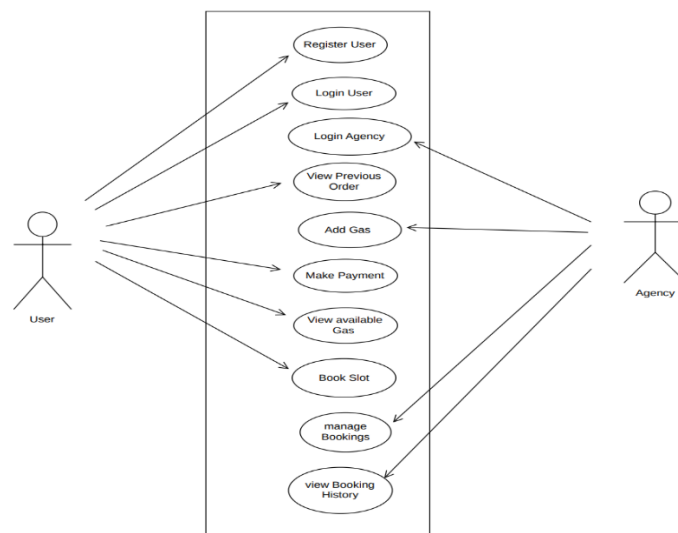 Register User
Login User
Login Agency
View Previous
Order
Add Gas
Make Payment
View available
Gas
Book Slot
manage
Bookings
view Booking
History
User
Agency